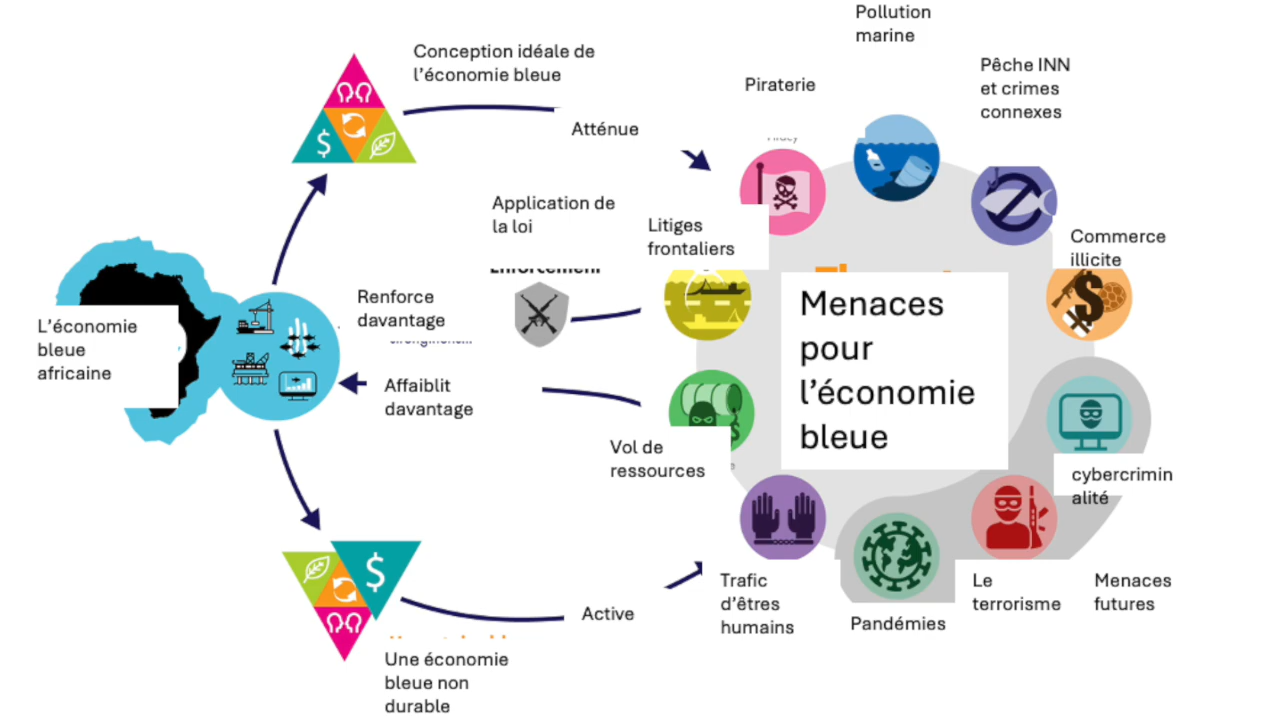 Conception idéale de
l'économie bleue
Atténue
Pollution
marine
Piraterie
Pêche INN
et crimes
connexes
Application de
la loi
Litiges
frontaliers
Commerce
illicite
Renforce
davantage
Affaiblit
davantage
L'économie
bleue
africaine
Menaces
pour
l'économie
bleue
Vol de
ressources
cybercrimin
alité
Trafic
d'êtres
humains
Pandémies
Le
terrorisme
Menaces
futures
Active
Une économie
bleue non
durable